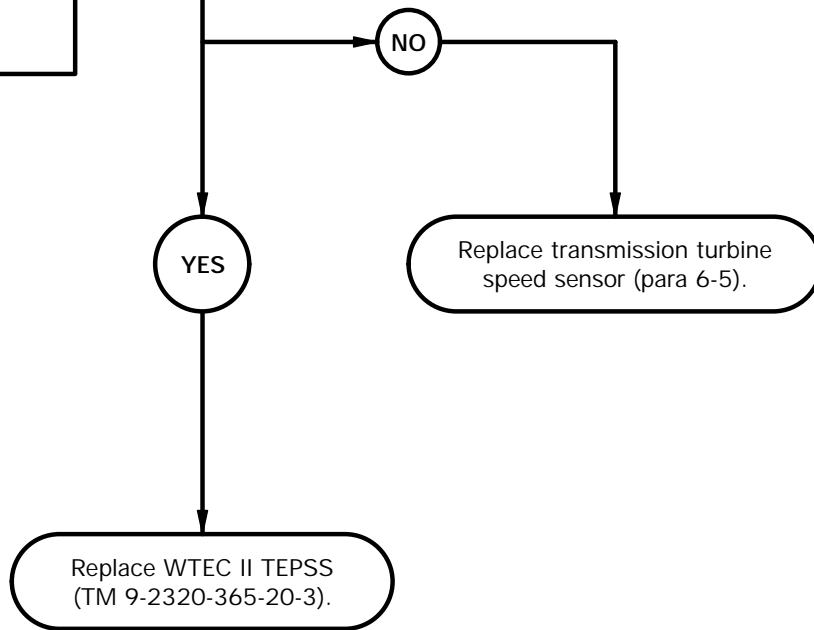 NO
YES
Replace transmission turbine
speed sensor (para 6-5).
Replace WTEC II TEPSS
(TM 9-2320-365-20-3).